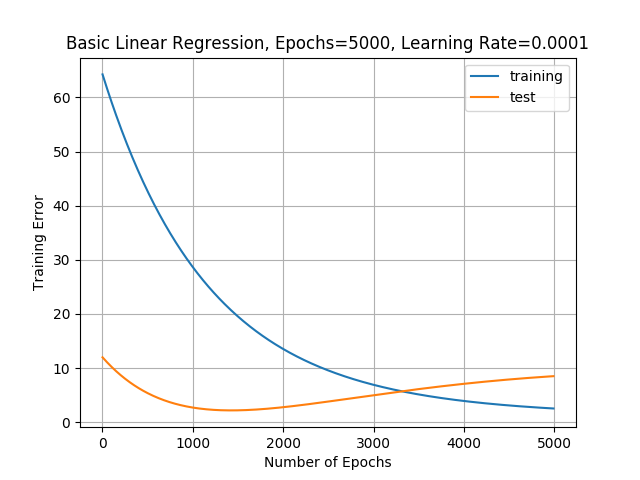 Basic Linear Regression, Epochs=5000, Learning Rate=0.0001
training
test
60
50
40
30
20
10
0
Training Error
0 1000 2000 3000 4000 5000
Number of Epochs